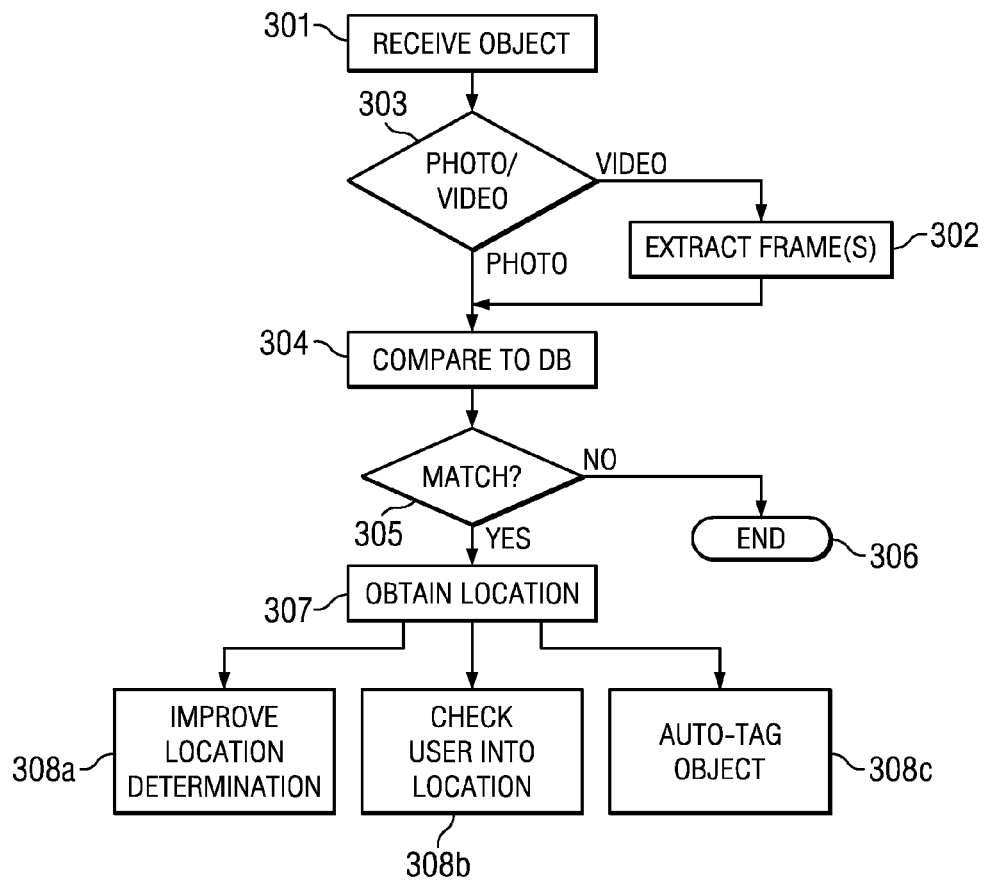 301
RECEIVE OBJECT
303
PHOTO/
VIDEO
VIDEO
302
EXTRACT FRAME(S)
PHOTO
304
COMPARE TO DB
MATCH?
NO
305
YES
END
306
307
OBTAIN LOCATION
308a
IMPROVE
LOCATION
DETERMINATION
CHECK
USER INTO
LOCATION
308b
AUTO-TAG
OBJECT
308c